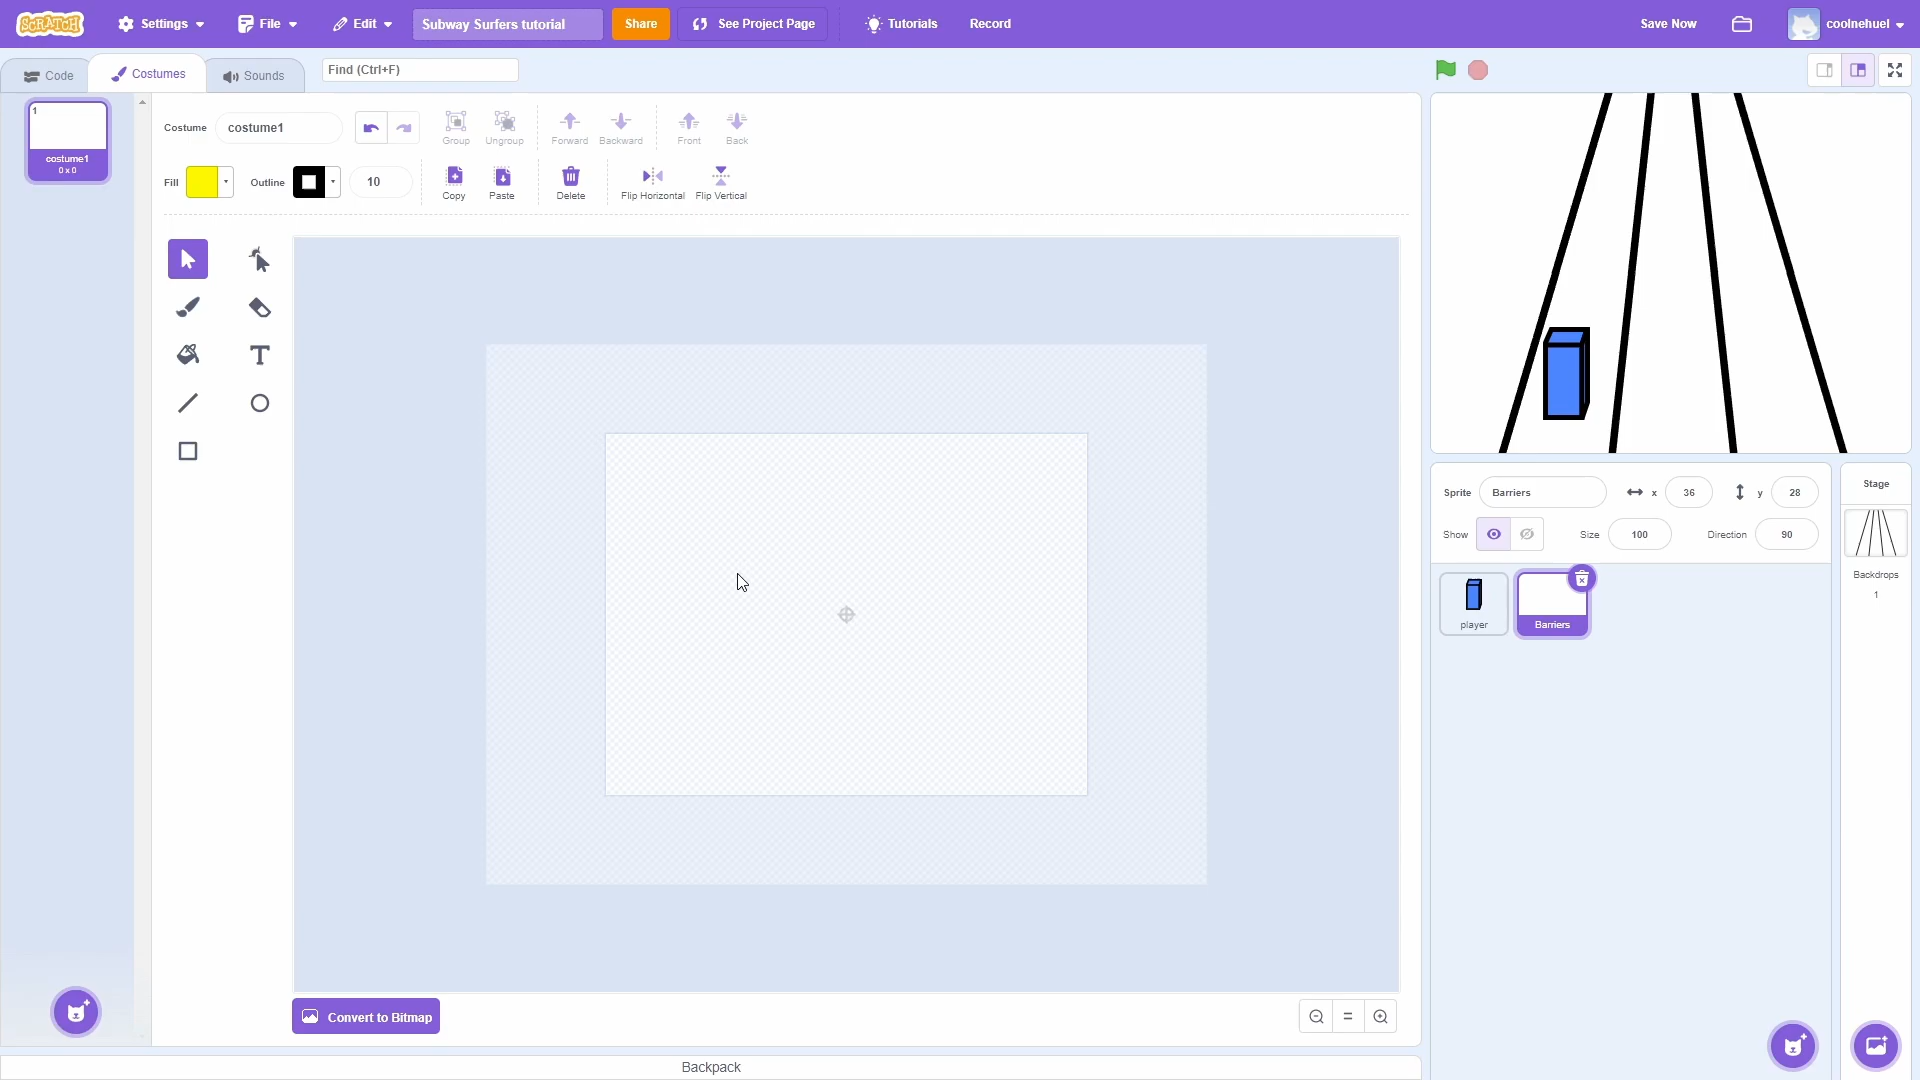 SCRATCH Settings File Edit Subway Surfers tutorial Share See Project Page Tutorials Record Save Now coolnehuel
Code Costumes Sounds Find (Ctrl+F)
1
costume1
0 x 0
Costume costume1 Group Ungroup Forward Backward Front Back
Fill Outline 10 Copy Paste Delete Flip Horizontal Flip Vertical
T
Convert to Bitmap
=
Backpack
Sprite Barriers x 36 y 28
Show Size 100 Direction 90
player Barriers
Stage
Backdrops
1